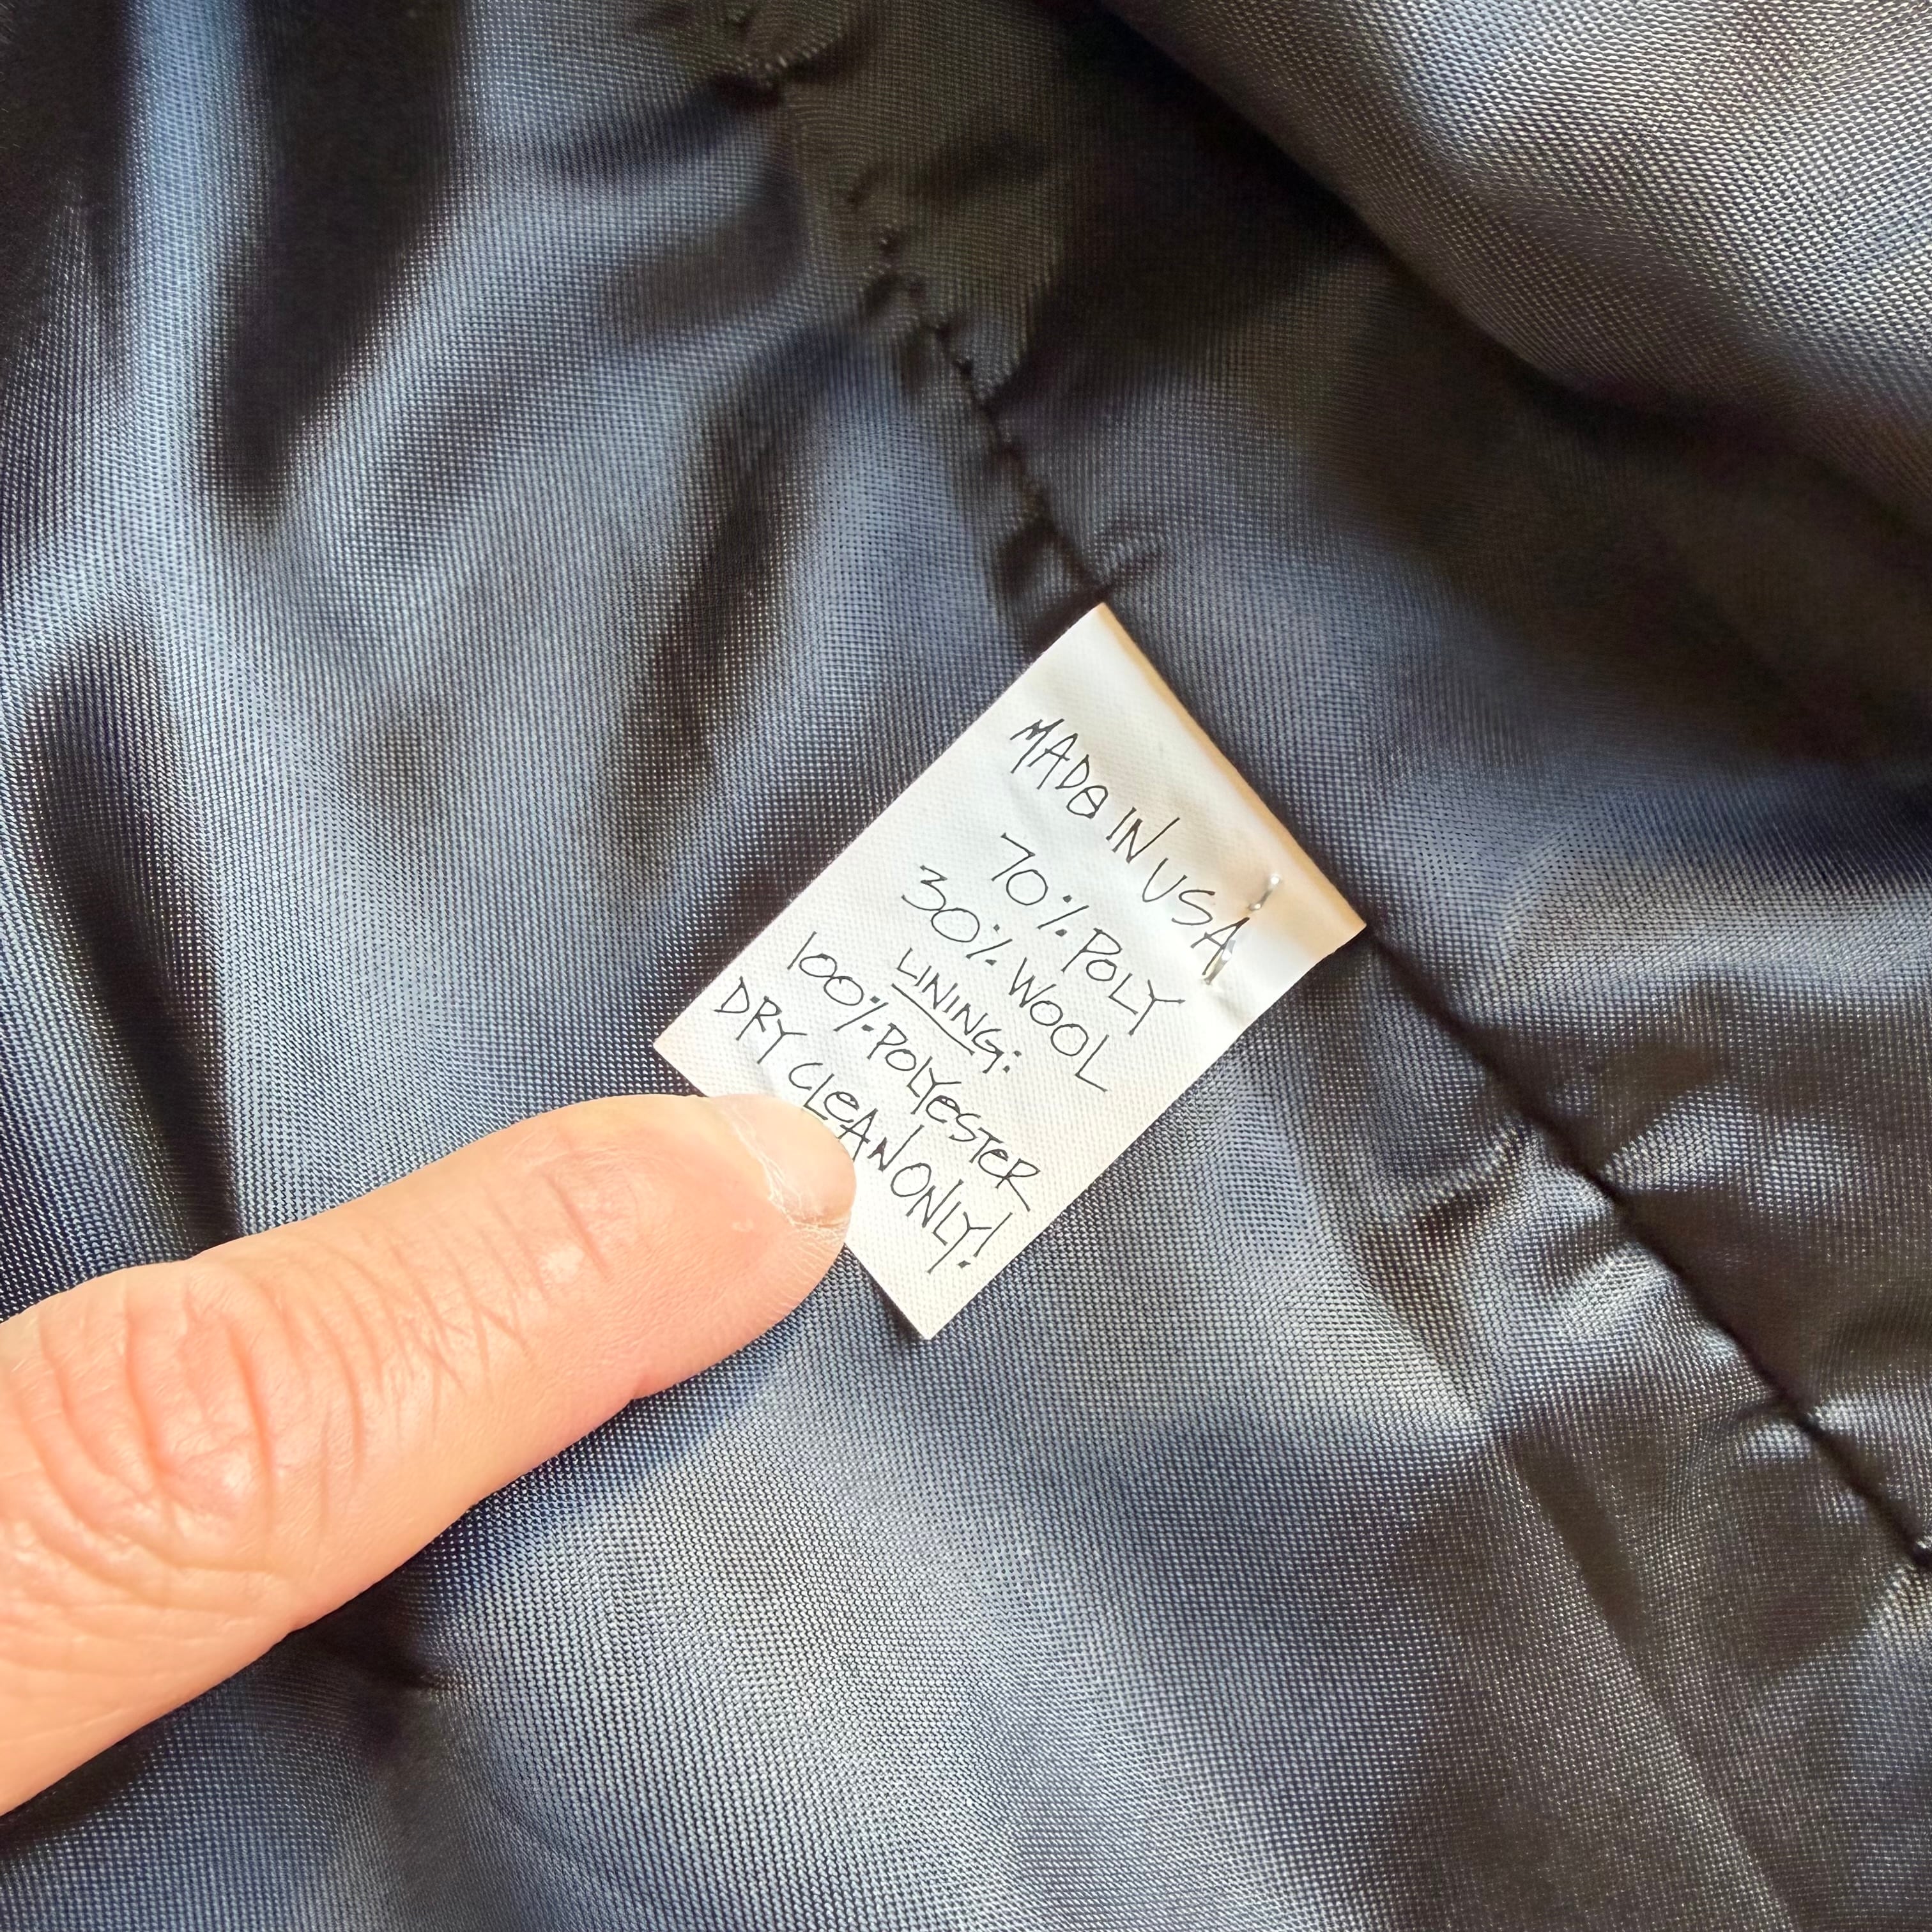 MADE IN USA
70% POLY
30% WOOL
LINING:
100% POLYESTER
DRY CLEAN ONLY!